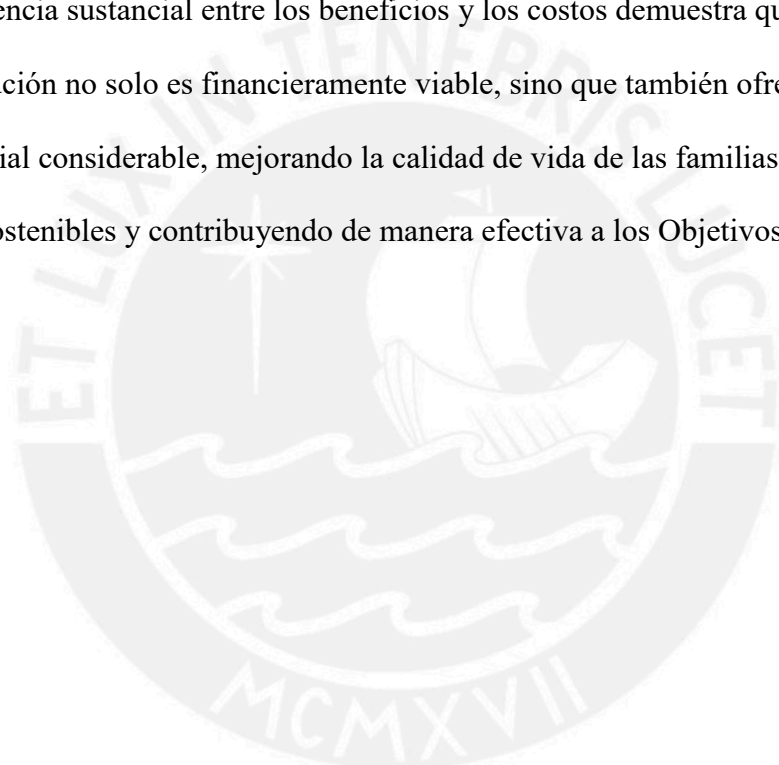 encia sustancial entre los beneficios y los costos demuestra qu
ución no solo es financieramente viable, sino que también ofre
ial considerable, mejorando la calidad de vida de las familias
ostenibles y contribuyendo de manera efectiva a los Objetivos
ET LUX IN TENEBRIS LUCET
MCMXVII